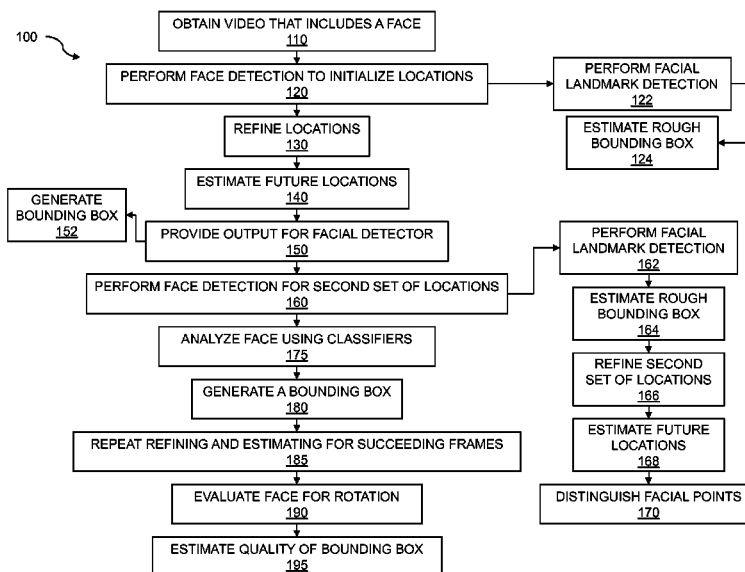 100
OBTAIN VIDEO THAT INCLUDES A FACE
110
PERFORM FACE DETECTION TO INITIALIZE LOCATIONS
120
PERFORM FACIAL
LANDMARK DETECTION
122
ESTIMATE ROUGH
BOUNDING BOX
124
REFINE LOCATIONS
130
ESTIMATE FUTURE LOCATIONS
140
GENERATE
BOUNDING BOX
152
PROVIDE OUTPUT FOR FACIAL DETECTOR
150
PERFORM FACE DETECTION FOR SECOND SET OF LOCATIONS
160
PERFORM FACIAL
LANDMARK DETECTION
162
ESTIMATE ROUGH
BOUNDING BOX
164
REFINE SECOND
SET OF LOCATIONS
166
ESTIMATE FUTURE
LOCATIONS
168
DISTINGUISH FACIAL POINTS
170
ANALYZE FACE USING CLASSIFIERS
175
GENERATE A BOUNDING BOX
180
REPEAT REFINING AND ESTIMATING FOR SUCCEEDING FRAMES
185
EVALUATE FACE FOR ROTATION
190
ESTIMATE QUALITY OF BOUNDING BOX
195